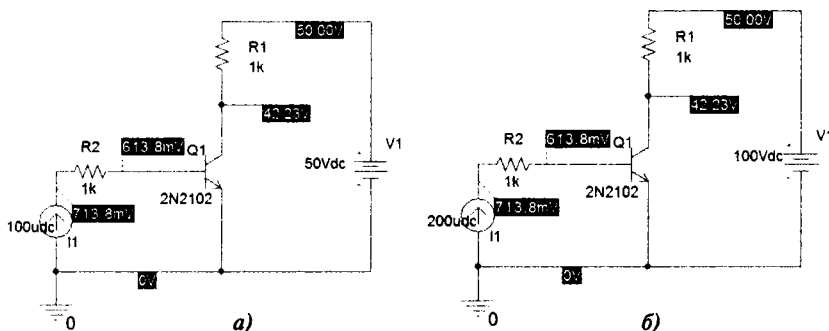 50.00V
R1
1k
42.23V
613.8mV
Q1
R2
1k
V1
50Vdc
2N2102
713.8mV
100udc
I1
0V
0
а)
50.00V
R1
1k
42.23V
613.8mV
Q1
R2
1k
V1
100Vdc
2N2102
713.8mV
200udc
I1
0V
0
б)